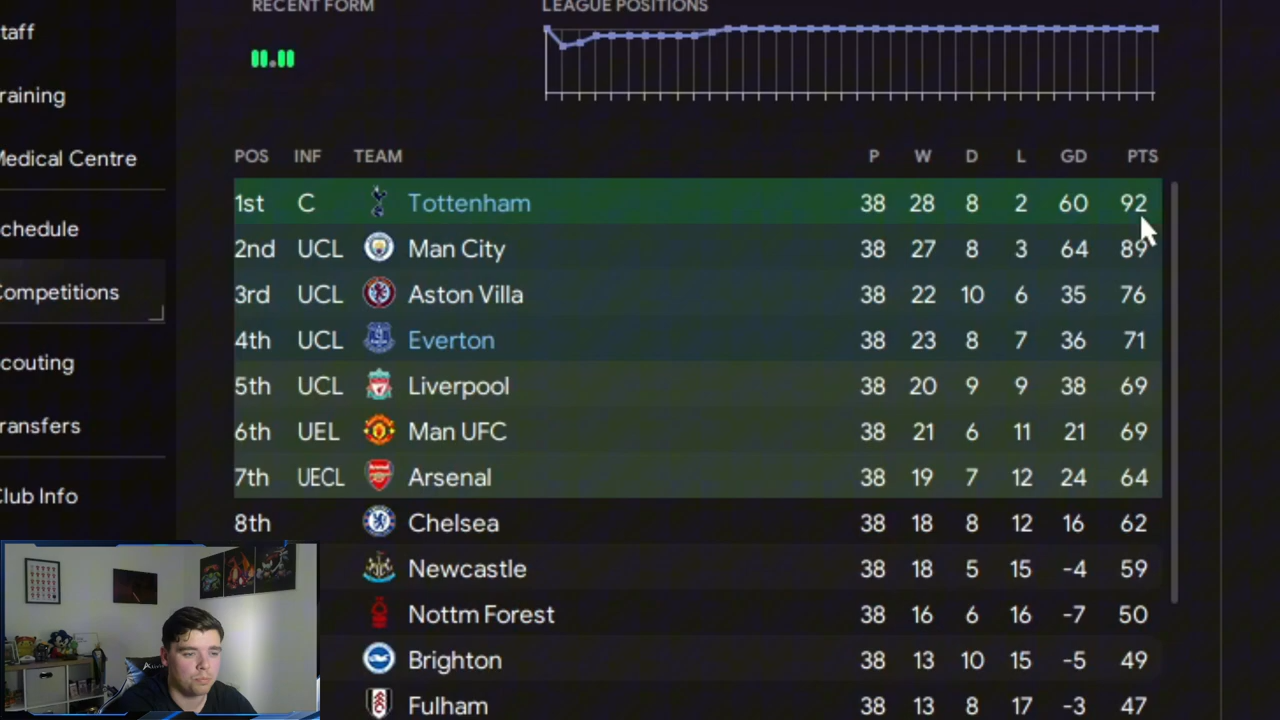 RECENT FORM
LEAGUE POSITIONS
taff
raining
Medical Centre
chedule
Competitions
couting
ransfers
Club Info
POS INF TEAM P W D L GD PTS
1st C Tottenham 38 28 8 2 60 92
2nd UCL Man City 38 27 8 3 64 89
3rd UCL Aston Villa 38 22 10 6 35 76
4th UCL Everton 38 23 8 7 36 71
5th UCL Liverpool 38 20 9 9 38 69
6th UEL Man UFC 38 21 6 11 21 69
7th UECL Arsenal 38 19 7 12 24 64
8th Chelsea 38 18 8 12 16 62
Newcastle 38 18 5 15 -4 59
Nottm Forest 38 16 6 16 -7 50
Brighton 38 13 10 15 -5 49
Fulham 38 13 8 17 -3 47